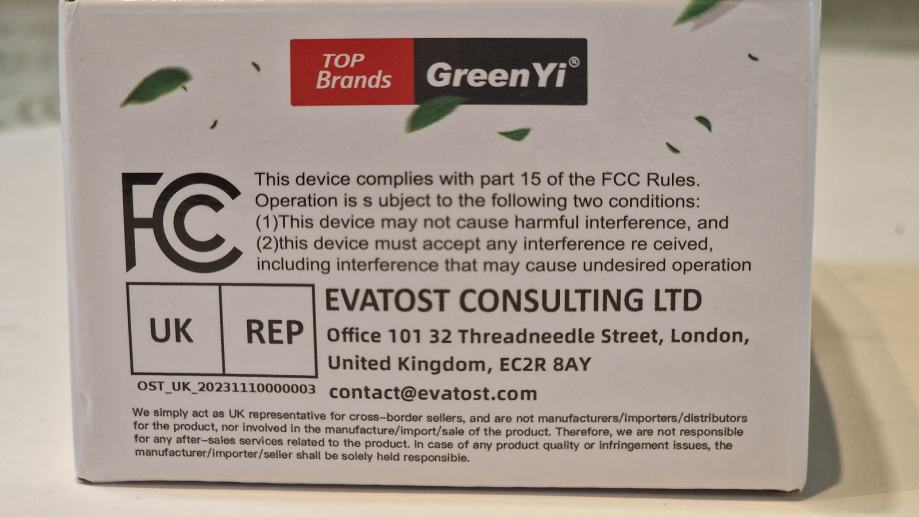 TOP
Brands
GreenYi®
FC
This device complies with part 15 of the FCC Rules.
Operation is s ubject to the following two conditions:
(1)This device may not cause harmful interference, and
(2)this device must accept any interference re ceived,
including interference that may cause undesired operation
UK REP
EVATOST CONSULTING LTD
Office 101 32 Threadneedle Street, London,
United Kingdom, EC2R 8AY
OST_UK_20231110000003
contact@evatost.com
We simply act as UK representative for cross-border sellers, and are not manufacturers/importers/distributors
for the product, nor involved in the manufacture/import/sale of the product. Therefore, we are not responsible
for any after-sales services related to the product. In case of any product quality or infringement issues, the
manufacturer/importer/seller shall be solely held responsible.